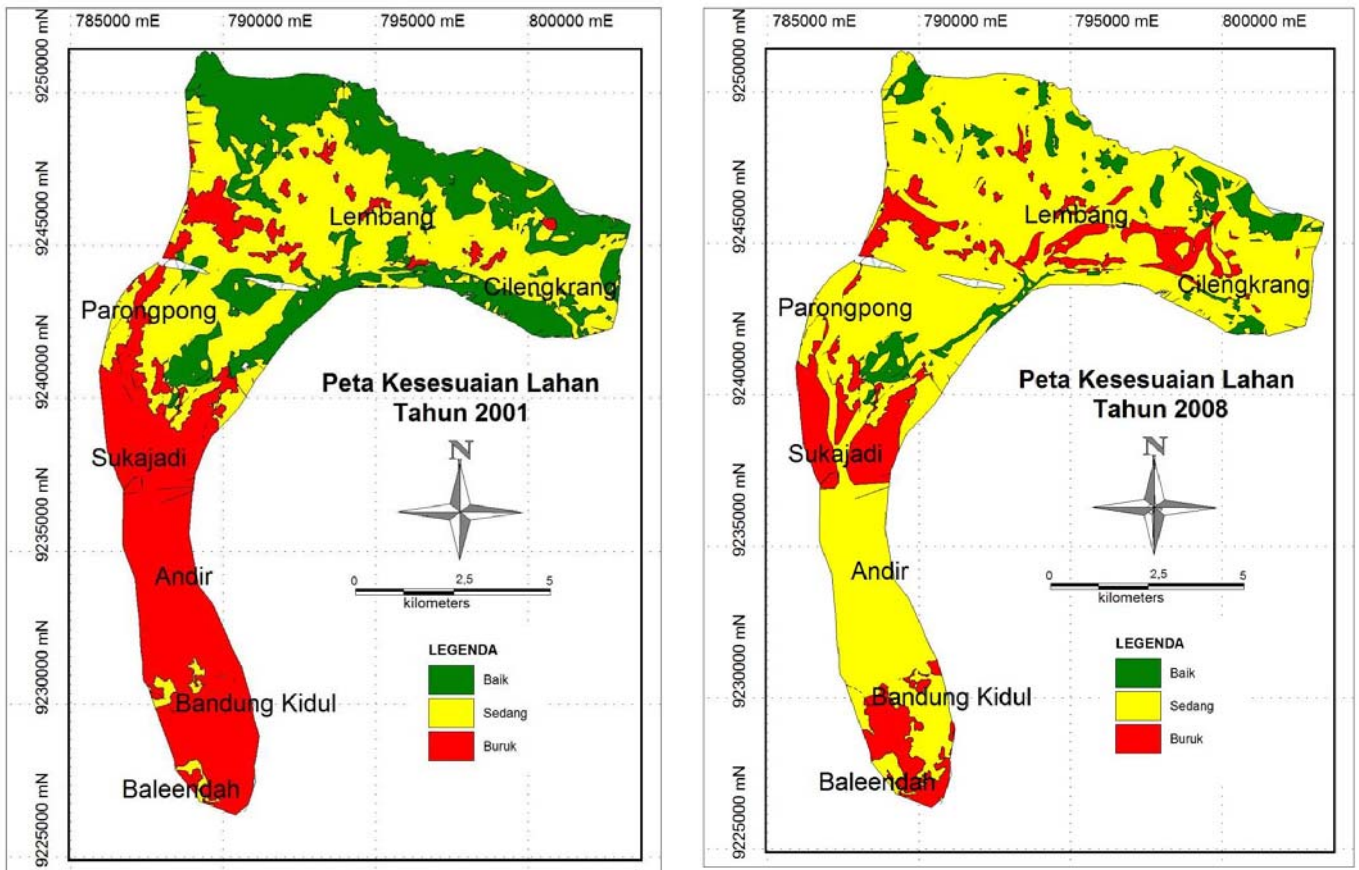 785000 mE 790000 mE 795000 mE 800000 mE
9250000 mN
9245000 mN
9240000 mN
9235000 mN
9230000 mN
9225000 mN
Lembang
Cilengkrang
Parongpong
Peta Kesesuaian Lahan
Tahun 2001
N
Sukajadi
Andir
0 2,5 5
kilometers
LEGENDA
Baik
Sedang
Buruk
Bandung Kidul
Baleendah
785000 mE 790000 mE 795000 mE 800000 mE
9250000 mN
9245000 mN
9240000 mN
9235000 mN
9230000 mN
9225000 mN
Lembang
Cilengkrang
Parongpong
Peta Kesesuaian Lahan
Tahun 2008
N
Sukajadi
Andir
0 2,5 5
kilometers
LEGENDA
Baik
Sedang
Buruk
Bandung Kidul
Baleendah